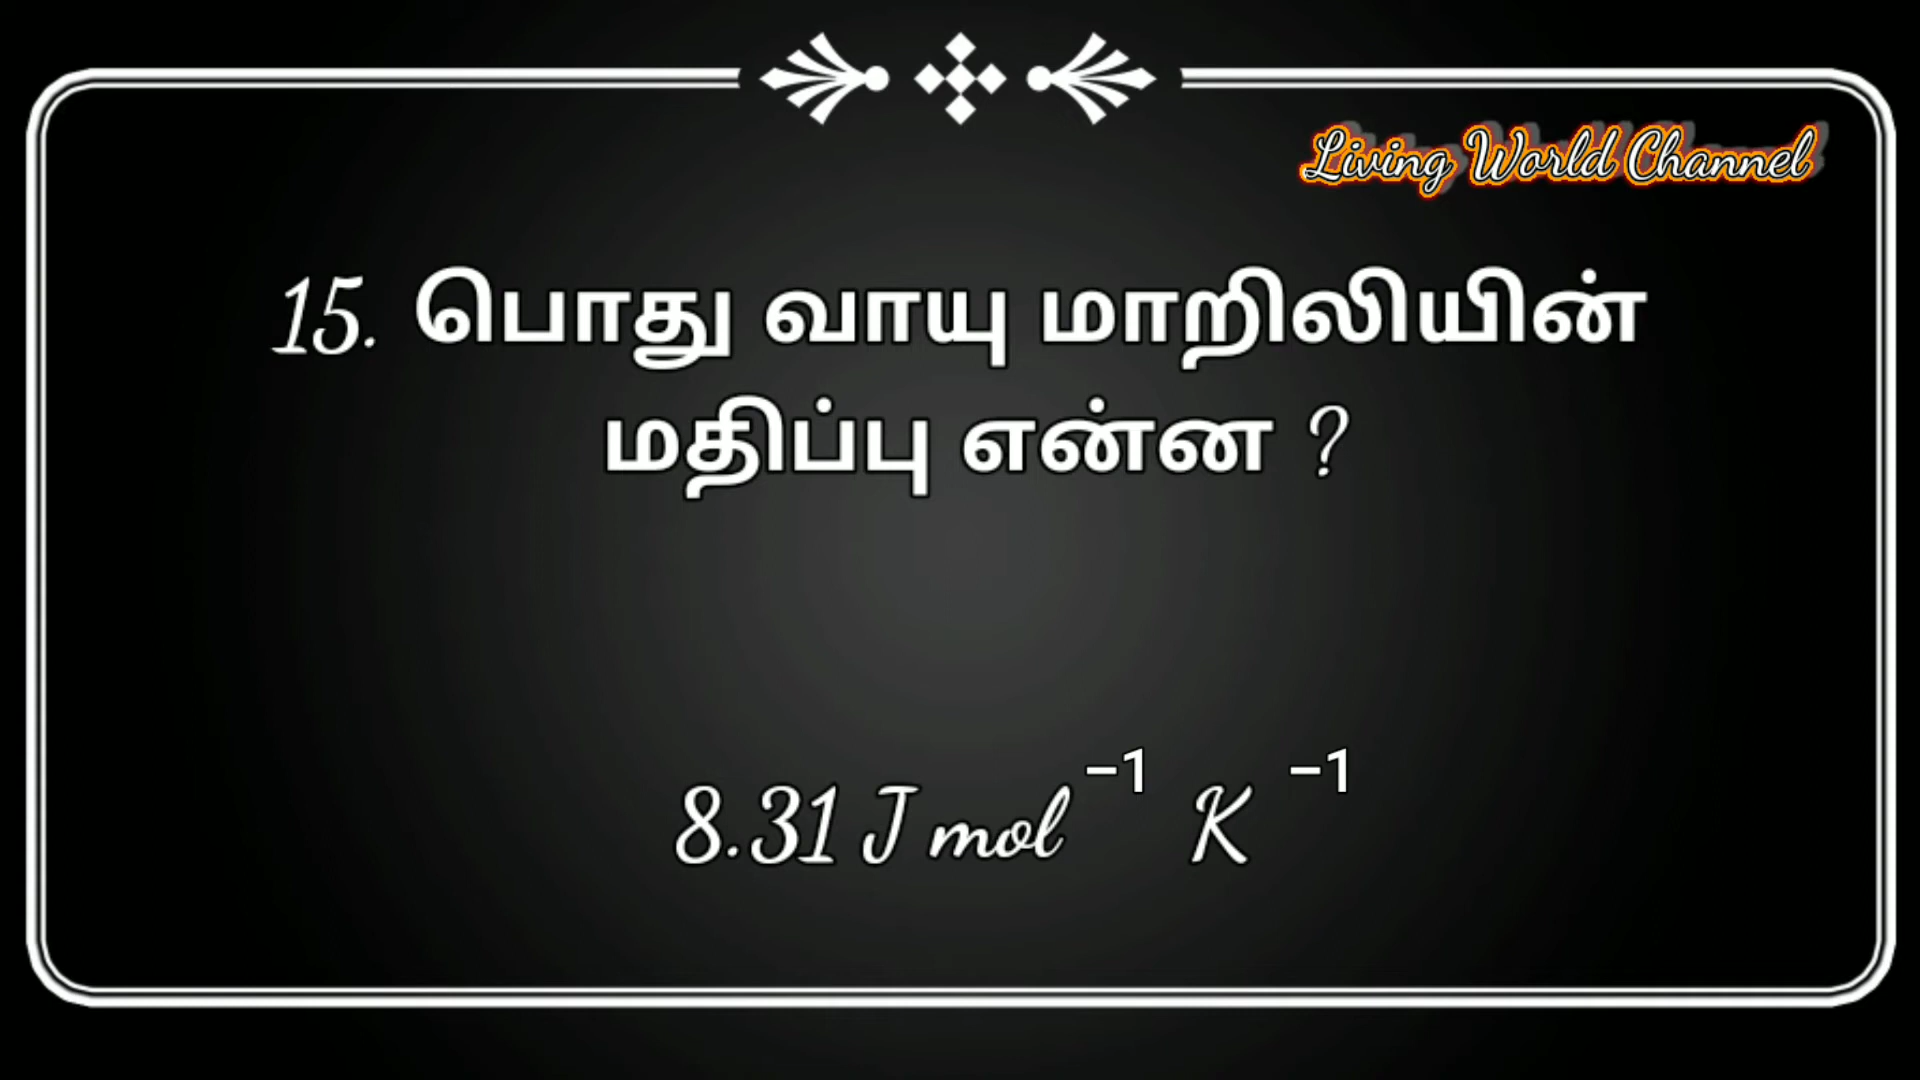 Living World Channel
15. பொது வாயு மாறிலியின்
மதிப்பு என்ன ?
8.31 J mol⁻¹ K⁻¹